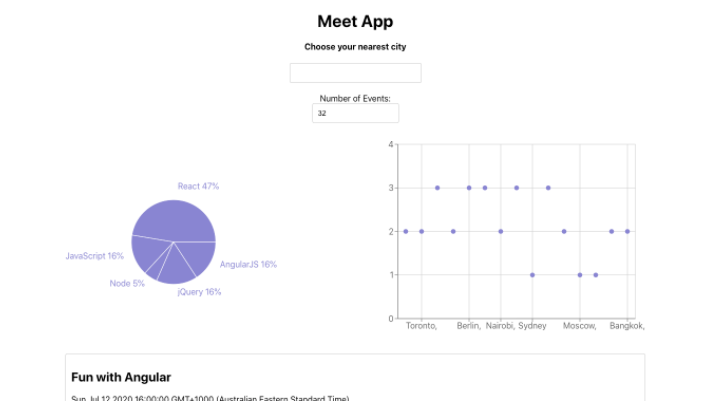 Meet App
Choose your nearest city
Number of Events:
32
React 47%
JavaScript 16%
AngularJS 16%
Node 5%
jQuery 16%
4
3
2
1
0
Toronto, Berlin, Nairobi, Sydney Moscow, Bangkok,
Fun with Angular
Sun Jul 12 2020 16:00:00 GMT+1000 (Australian Eastern Standard Time)